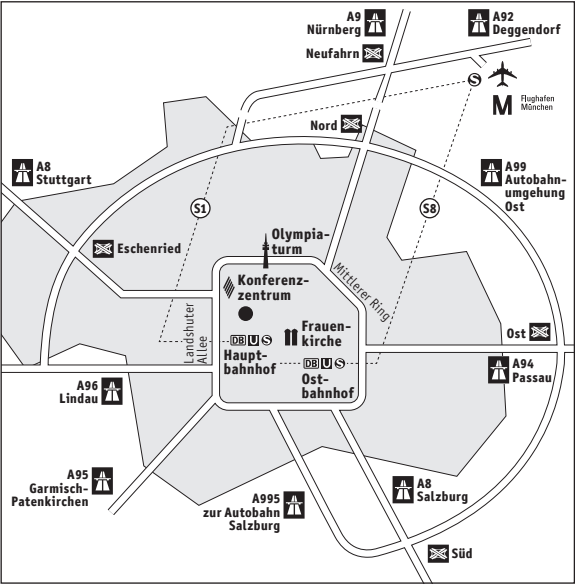 A9
Nürnberg
A92
Deggendorf
Neufahrn
S
M
Flughafen
München
Nord
A8
Stuttgart
A99
Autobahn-
umgehung
Ost
S1
S8
Eschenried
Olympia-
turm
Mittlerer Ring
Konferenz-
zentrum
Landshuter
Allee
Frauen-
kirche
DB U S
Haupt-
bahnhof
DB U S
Ost-
bahnhof
Ost
A94
Passau
A96
Lindau
A95
Garmisch-
Patenkirchen
A995
zur Autobahn
Salzburg
A8
Salzburg
Süd